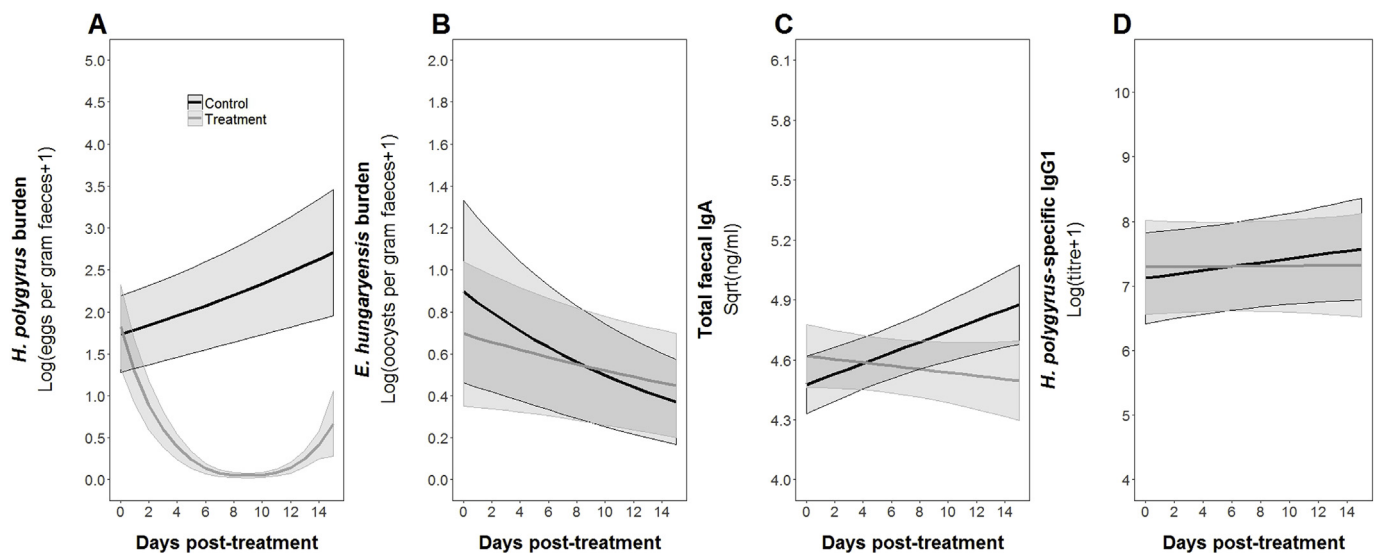 A
H. polygyrus burden
Log(eggs per gram faeces+1)
5.0
4.5
4.0
3.5
3.0
2.5
2.0
1.5
1.0
0.5
0.0
Control
Treatment
0 2 4 6 8 10 12 14
Days post-treatment
B
E. hungaryensis burden
Log(oocysts per gram faeces+1)
2.0
1.8
1.6
1.4
1.2
1.0
0.8
0.6
0.4
0.2
0.0
0 2 4 6 8 10 12 14
Days post-treatment
C
Total faecal IgA
Sqrt(ng/ml)
6.1
5.8
5.5
5.2
4.9
4.6
4.3
4.0
0 2 4 6 8 10 12 14
Days post-treatment
D
H. polygyrus-specific IgG1
Log(titre+1)
10
9
8
7
6
5
4
0 2 4 6 8 10 12 14
Days post-treatment